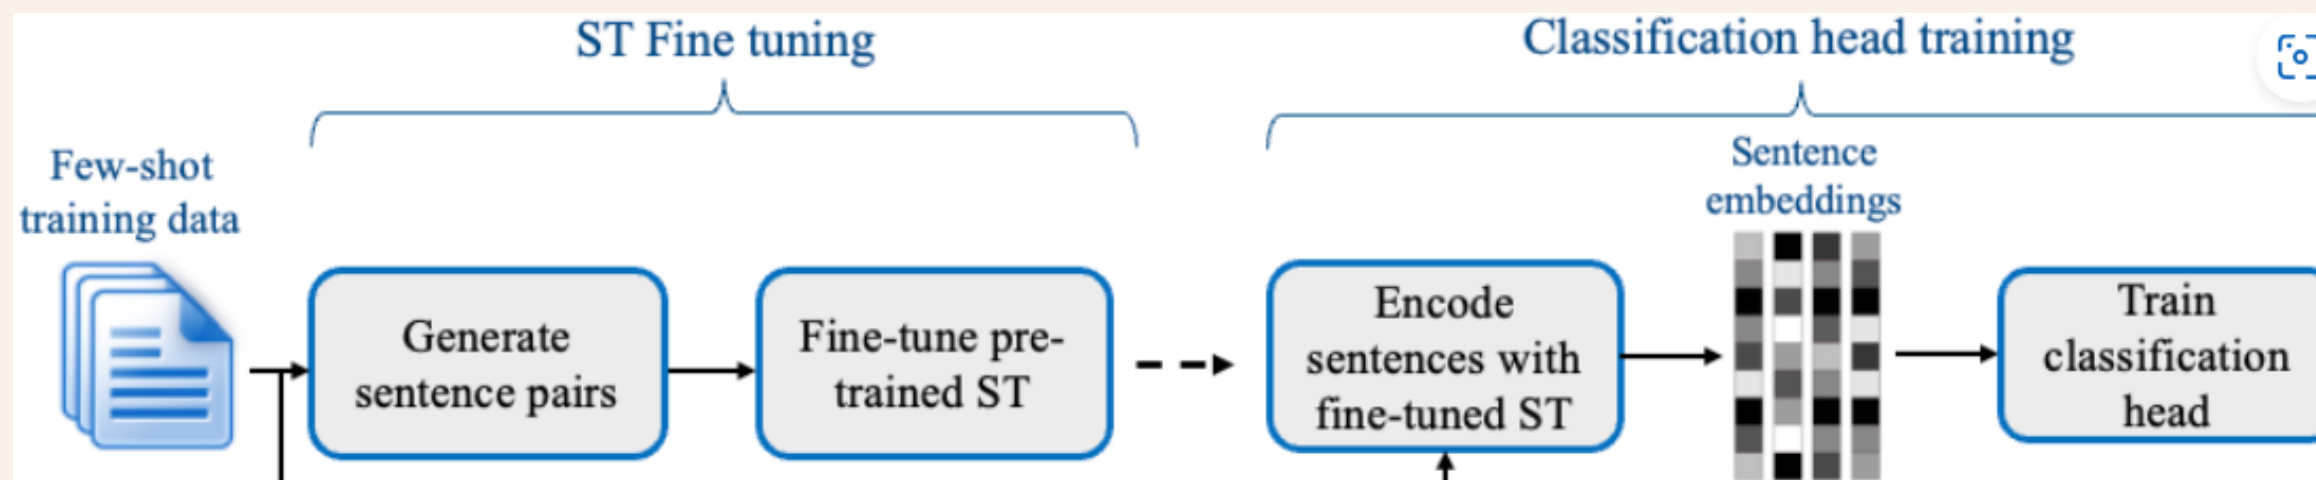 ST Fine tuning
Classification head training
Few-shot
training data
Sentence
embeddings
Generate
sentence pairs
Fine-tune pre-
trained ST
Encode
sentences with
fine-tuned ST
Train
classification
head